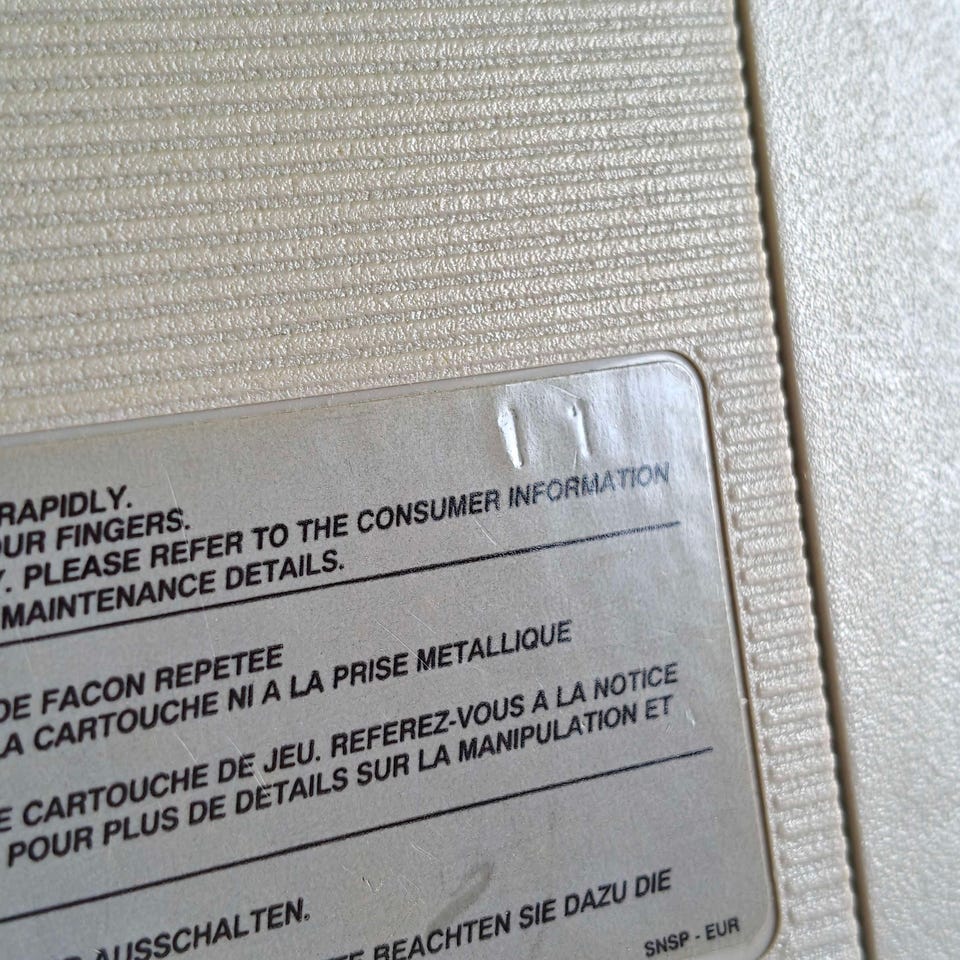 11
RAPIDLY.
OUR FINGERS.
Y. PLEASE REFER TO THE CONSUMER INFORMATION
MAINTENANCE DETAILS.
DE FACON REPETEE
LA CARTOUCHE NI A LA PRISE METALLIQUE
E CARTOUCHE DE JEU. REFEREZ-VOUS A LA NOTICE
POUR PLUS DE DETAILS SUR LA MANIPULATION ET
AUSSCHALTEN.
BEACHTEN SIE DAZU DIE
SNSP - EUR